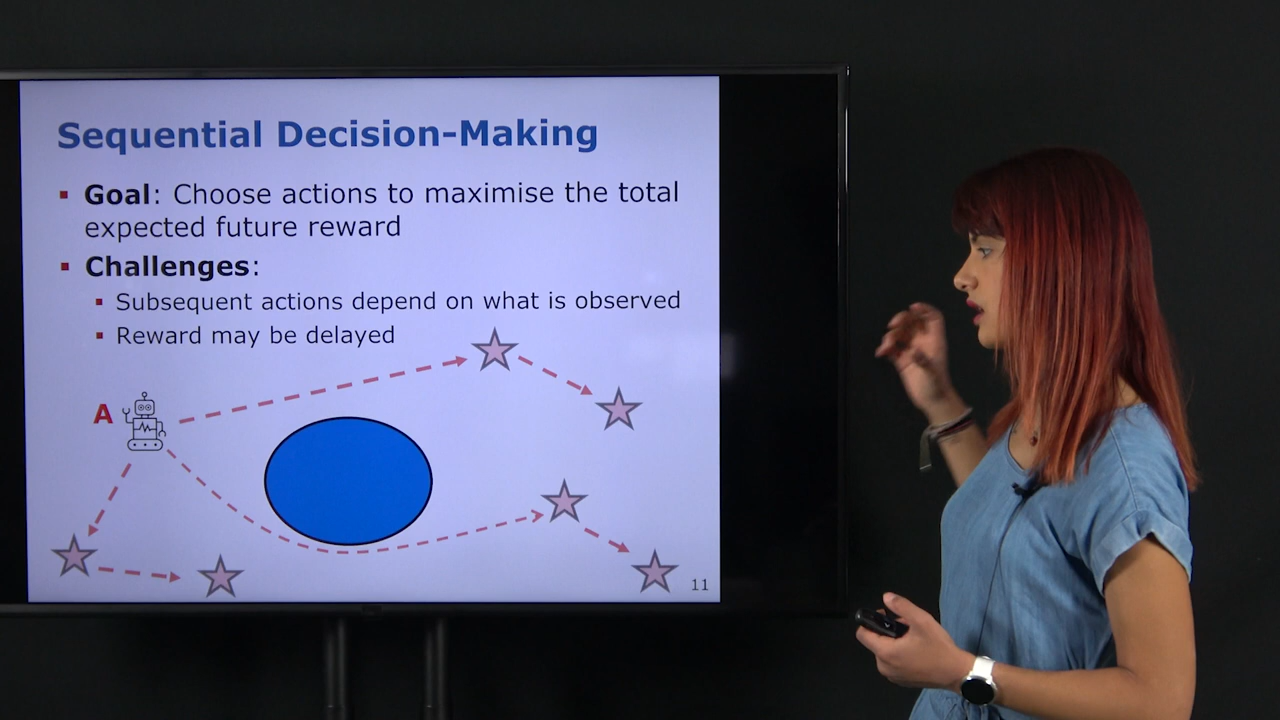 Sequential Decision-Making
▪ Goal: Choose actions to maximise the total
expected future reward
▪ Challenges:
▪ Subsequent actions depend on what is observed
▪ Reward may be delayed
A
11